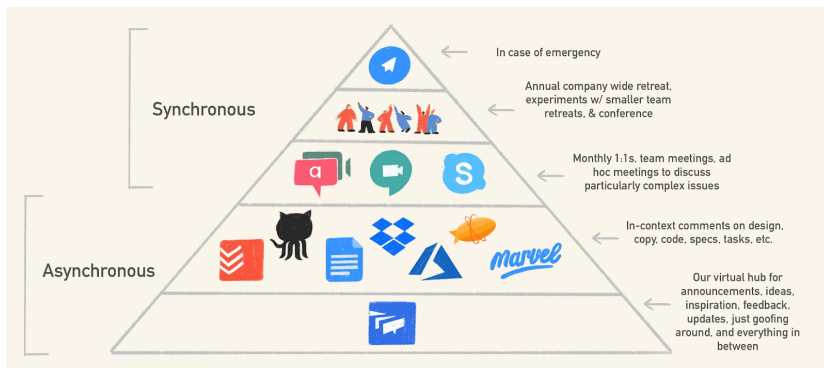 In case of emergency
Synchronous
Annual company wide retreat,
experiments w/ smaller team
retreats, & conference
a
S
Monthly 1:1s, team meetings, ad
hoc meetings to discuss
particularly complex issues
Asynchronous
Marvel
In-context comments on design,
copy, code, specs, tasks, etc.
Our virtual hub for
announcements, ideas,
inspiration, feedback,
updates, just goofing
around, and everything in
between